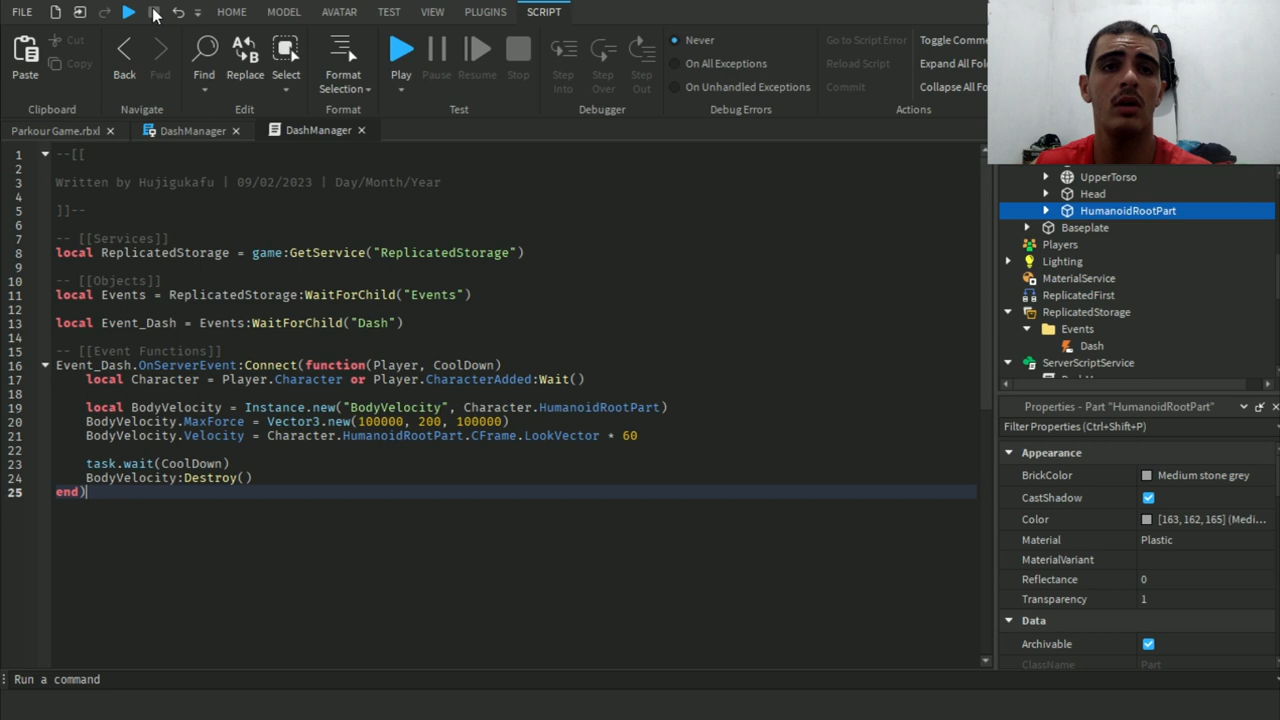 FILE HOME MODEL AVATAR TEST VIEW PLUGINS SCRIPT
Paste Cut Copy
Clipboard
Back Fwd
Navigate
Find Replace Select
Edit
Format Selection
Format
Play Pause Resume Stop
Test
Step Into Step Over Step Out
Debugger
Never
On All Exceptions
On Unhandled Exceptions
Debug Errors
Go to Script Error
Reload Script
Commit
Toggle Comme
Expand All Fol
Collapse All Fo
Actions
Parkour Game.rbxl DashManager DashManager
1 --[[
2
3 Written by Hujigukafu | 09/02/2023 | Day/Month/Year
4
5 ]]--
6
7 -- [[Services]]
8 local ReplicatedStorage = game:GetService("ReplicatedStorage")
9
10 -- [[Objects]]
11 local Events = ReplicatedStorage:WaitForChild("Events")
12
13 local Event_Dash = Events:WaitForChild("Dash")
14
15 -- [[Event Functions]]
16 Event_Dash.OnServerEvent:Connect(function(Player, CoolDown)
17 local Character = Player.Character or Player.CharacterAdded:Wait()
18
19 local BodyVelocity = Instance.new("BodyVelocity", Character.HumanoidRootPart)
20 BodyVelocity.MaxForce = Vector3.new(100000, 200, 100000)
21 BodyVelocity.Velocity = Character.HumanoidRootPart.CFrame.LookVector * 60
22
23 task.wait(CoolDown)
24 BodyVelocity:Destroy()
25 end)
UpperTorso
Head
HumanoidRootPart
Baseplate
Players
Lighting
MaterialService
ReplicatedFirst
ReplicatedStorage
Events
Dash
ServerScriptService
Properties - Part "HumanoidRootPart"
Filter Properties (Ctrl+Shift+P)
Appearance
BrickColor Medium stone grey
CastShadow
Color [163, 162, 165] (Medi...
Material Plastic
MaterialVariant
Reflectance 0
Transparency 1
Data
Archivable
ClassName Part
Run a command